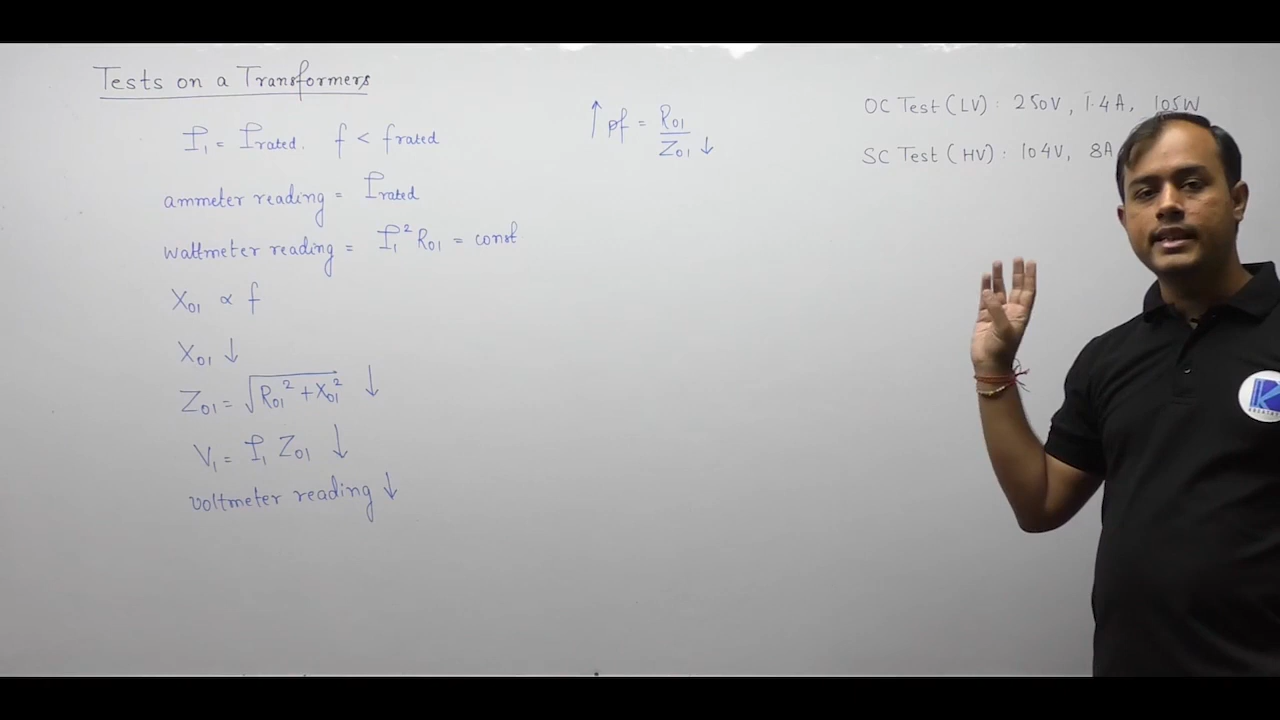 Tests on a Transformers
I₁ = Irated. f < frated
ammeter reading = Irated
wattmeter reading = I₁² R₀₁ = const
X₀₁ ∝ f
X₀₁ ↓
Z₀₁ = √(R₀₁² + X₀₁²) ↓
V₁ = I₁ Z₀₁ ↓
voltmeter reading ↓
↑ pf = R₀₁ / Z₀₁ ↓
OC Test (LV) : 250V, 1.4A, 105W
SC Test (HV) : 104V, 8A